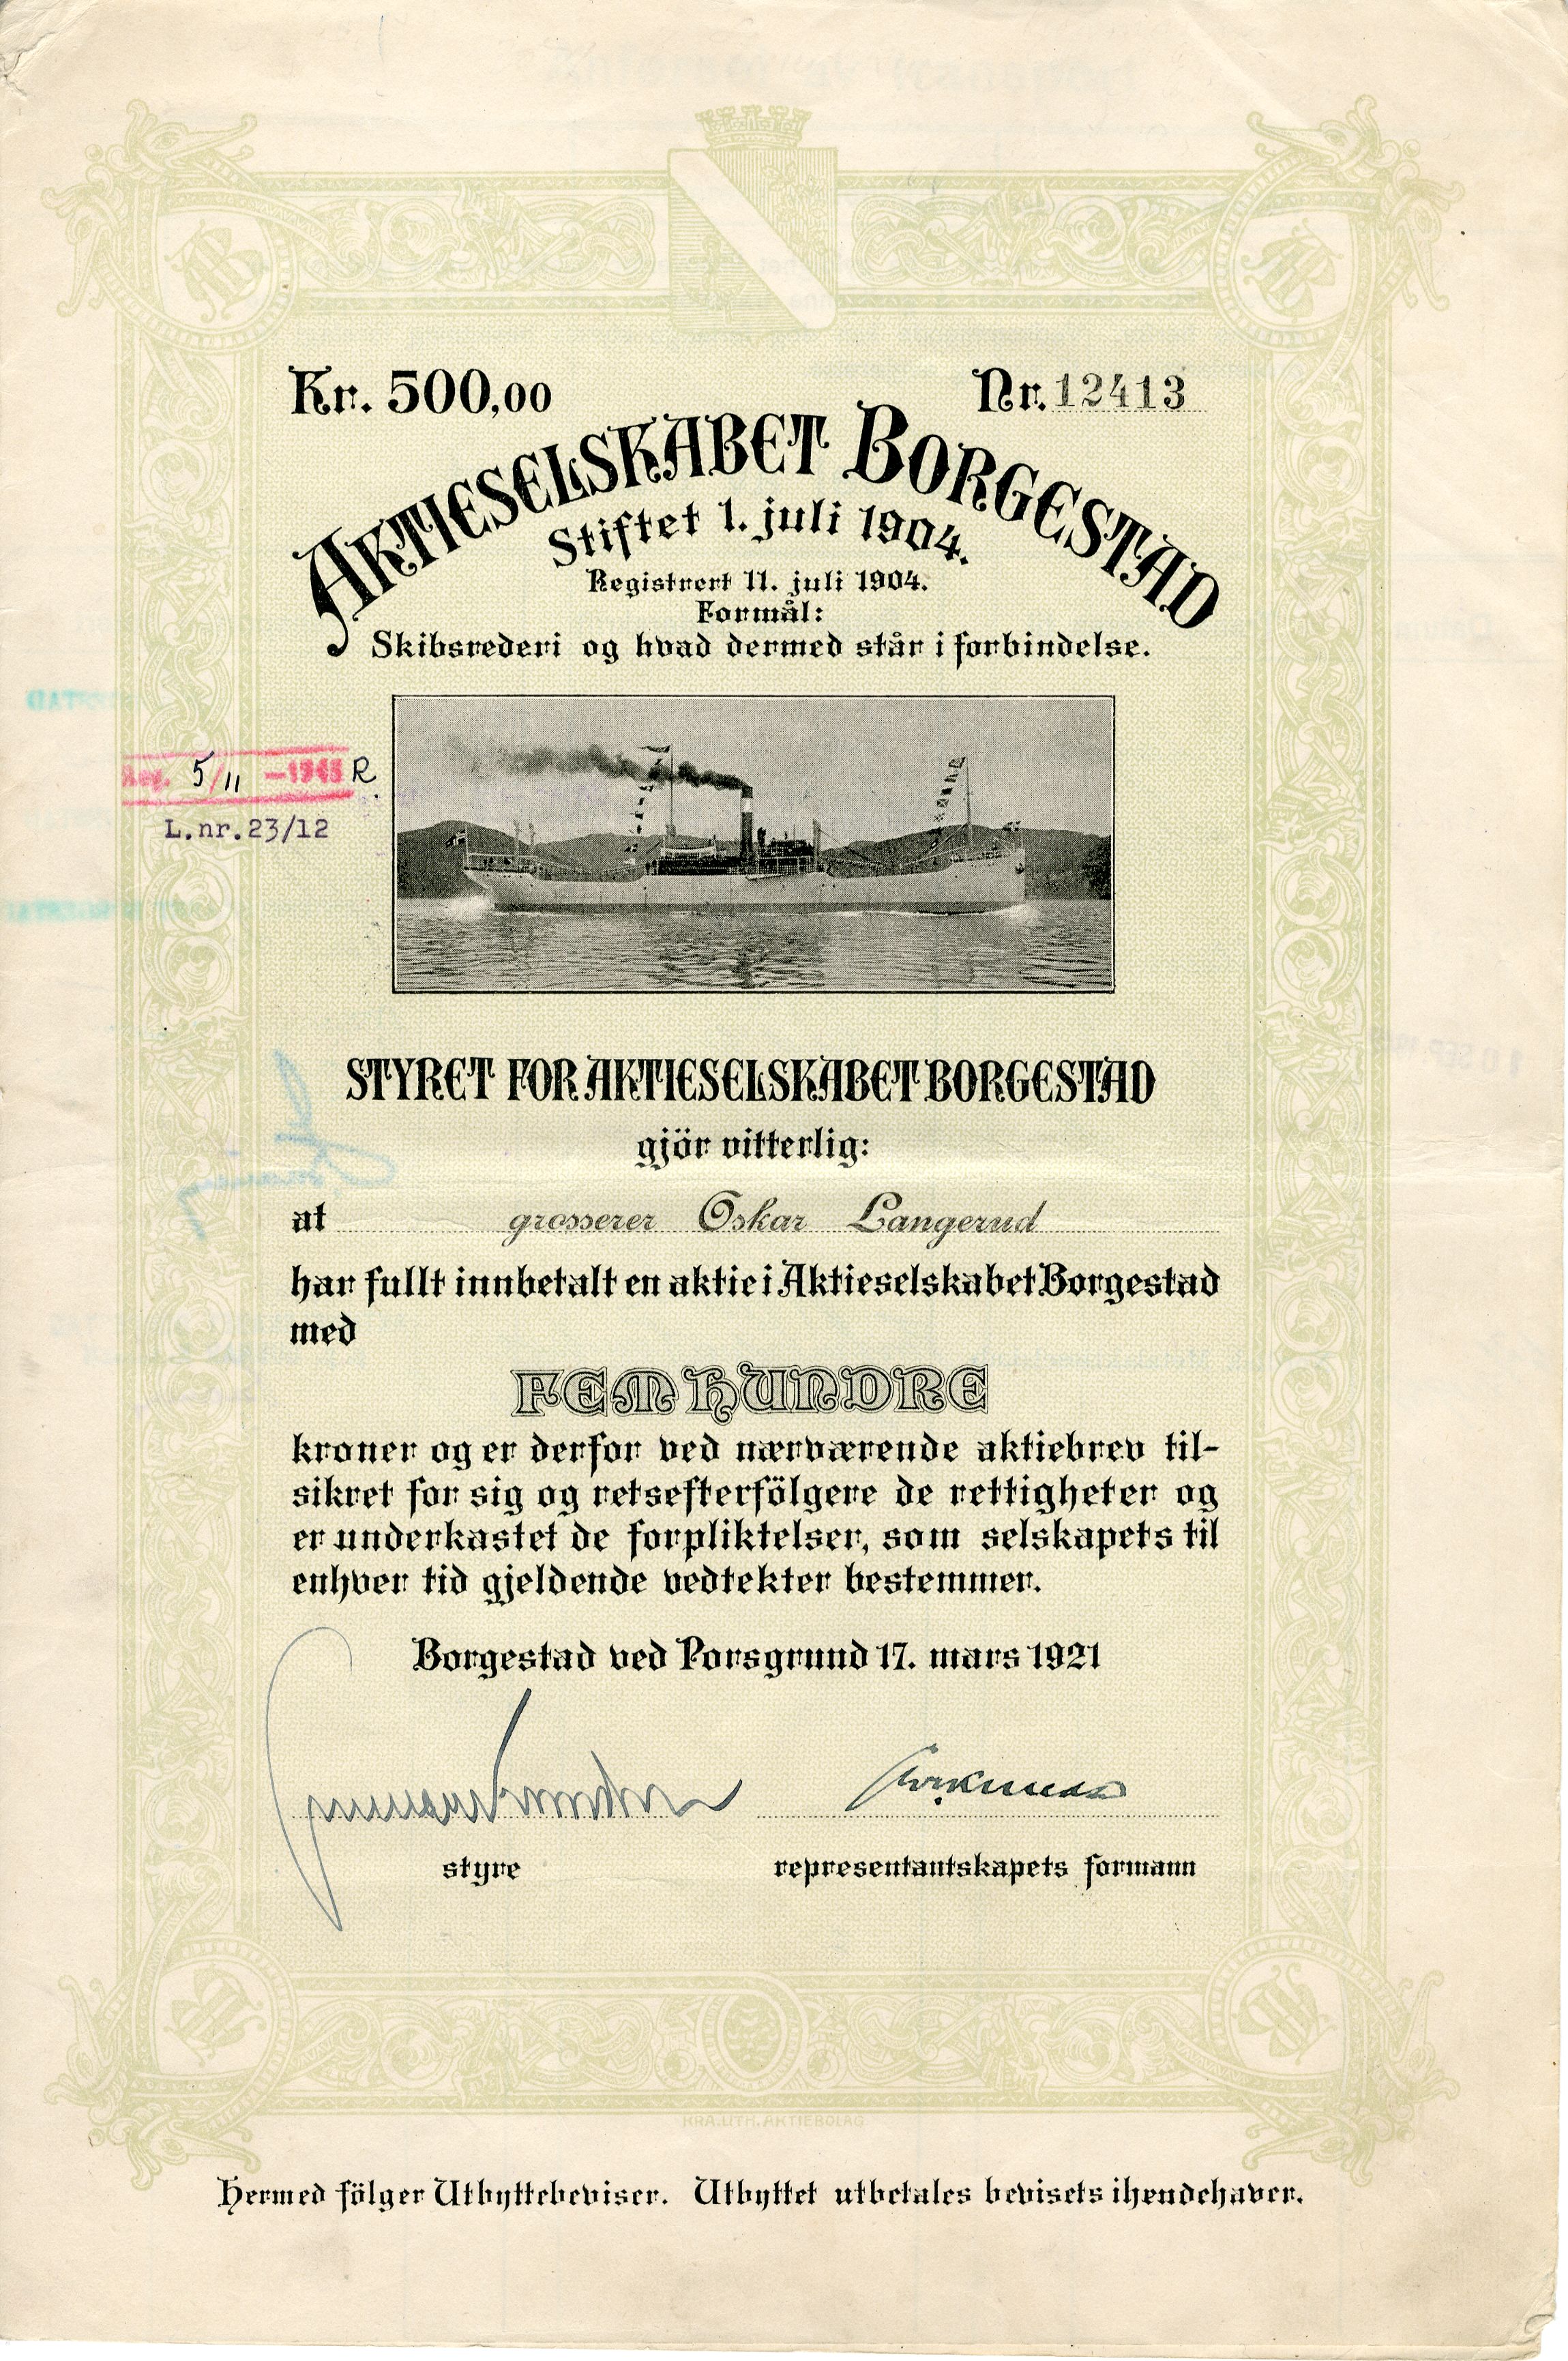 Kr. 500,00
Nr. 12413
AKTIESELSKABET BORGESTAD
Stiftet 1. juli 1904.
Registrert 11. juli 1904.
Formål:
Skibsrederi og hvad dermed står i forbindelse.
Reg. 5/11 -1945 R.
L.nr.23/12
STYRET FOR AKTIESELSKABET BORGESTAD
gjör vitterlig:
at grosserer Oskar Langerud
har fullt innbetalt en aktie i Aktieselskabet Borgestad
med
FEM HUNDRE
kroner og er derfor ved nærværende aktiebrev til-
sikret for sig og retsefterfölgere de rettigheter og
er underkastet de forpliktelser, som selskapets til
enhver tid gjeldende vedtekter bestemmer.
Borgestad ved Porsgrund 17. mars 1921
styre
representantskapets formann
KRA. LITH. AKTIEBOLAG
Hermed fölger Utbyttebeviser. Utbyttet utbetales bevisets ihendehaver.